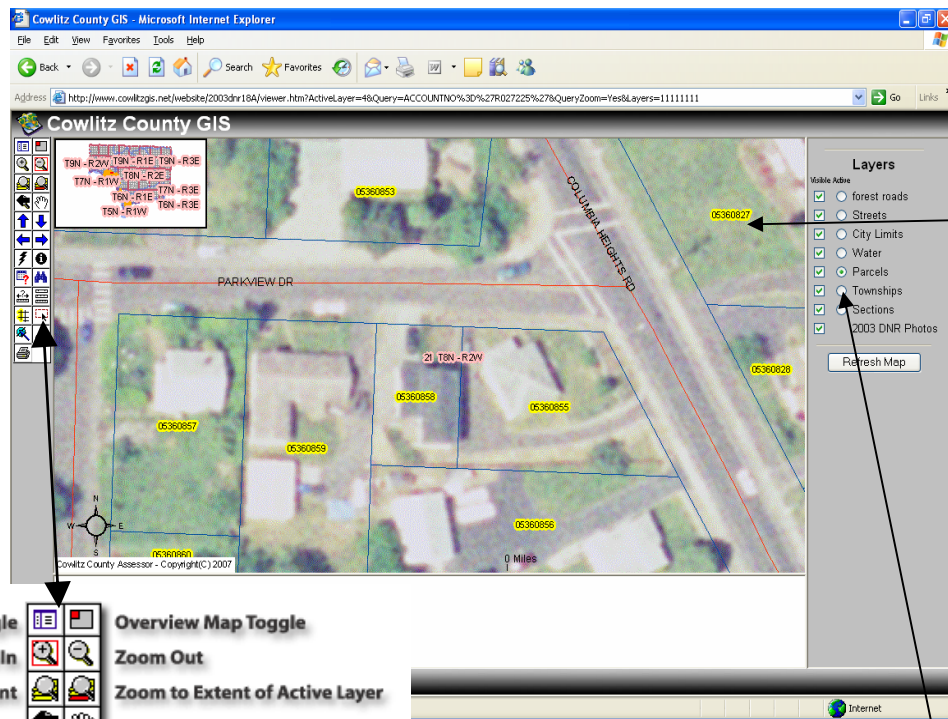 Cowlitz County GIS - Microsoft Internet Explorer
File Edit View Favorites Tools Help
Back Search Favorites
Address http://www.cowlitzgis.net/website/2003dnr18A/viewer.htm?ActiveLayer=4&Query=ACCOUNTNO%3D%27R027225%27&QueryZoom=Yes&Layers=11111111 Go Links
Cowlitz County GIS
T9N - R2W T9N - R1E T9N - R3E
T8N - R2E
T7N - R1W T7N - R3E
T6N - R1E T6N - R3E
T5N - R1W
05360853
COLUMBIA HEIGHTS RD
05360827
PARKVIEW DR
21 T8N - R2W
05360828
05360858
05360855
05360857
05360859
05360856
N
W E
S
05360860
0 Miles
Cowlitz County Assessor - Copyright(C) 2007
Layers
Visible Active
forest roads
Streets
City Limits
Water
Parcels
Townships
Sections
2003 DNR Photos
Refresh Map
gle Overview Map Toggle
In Zoom Out
nt Zoom to Extent of Active Layer
Internet